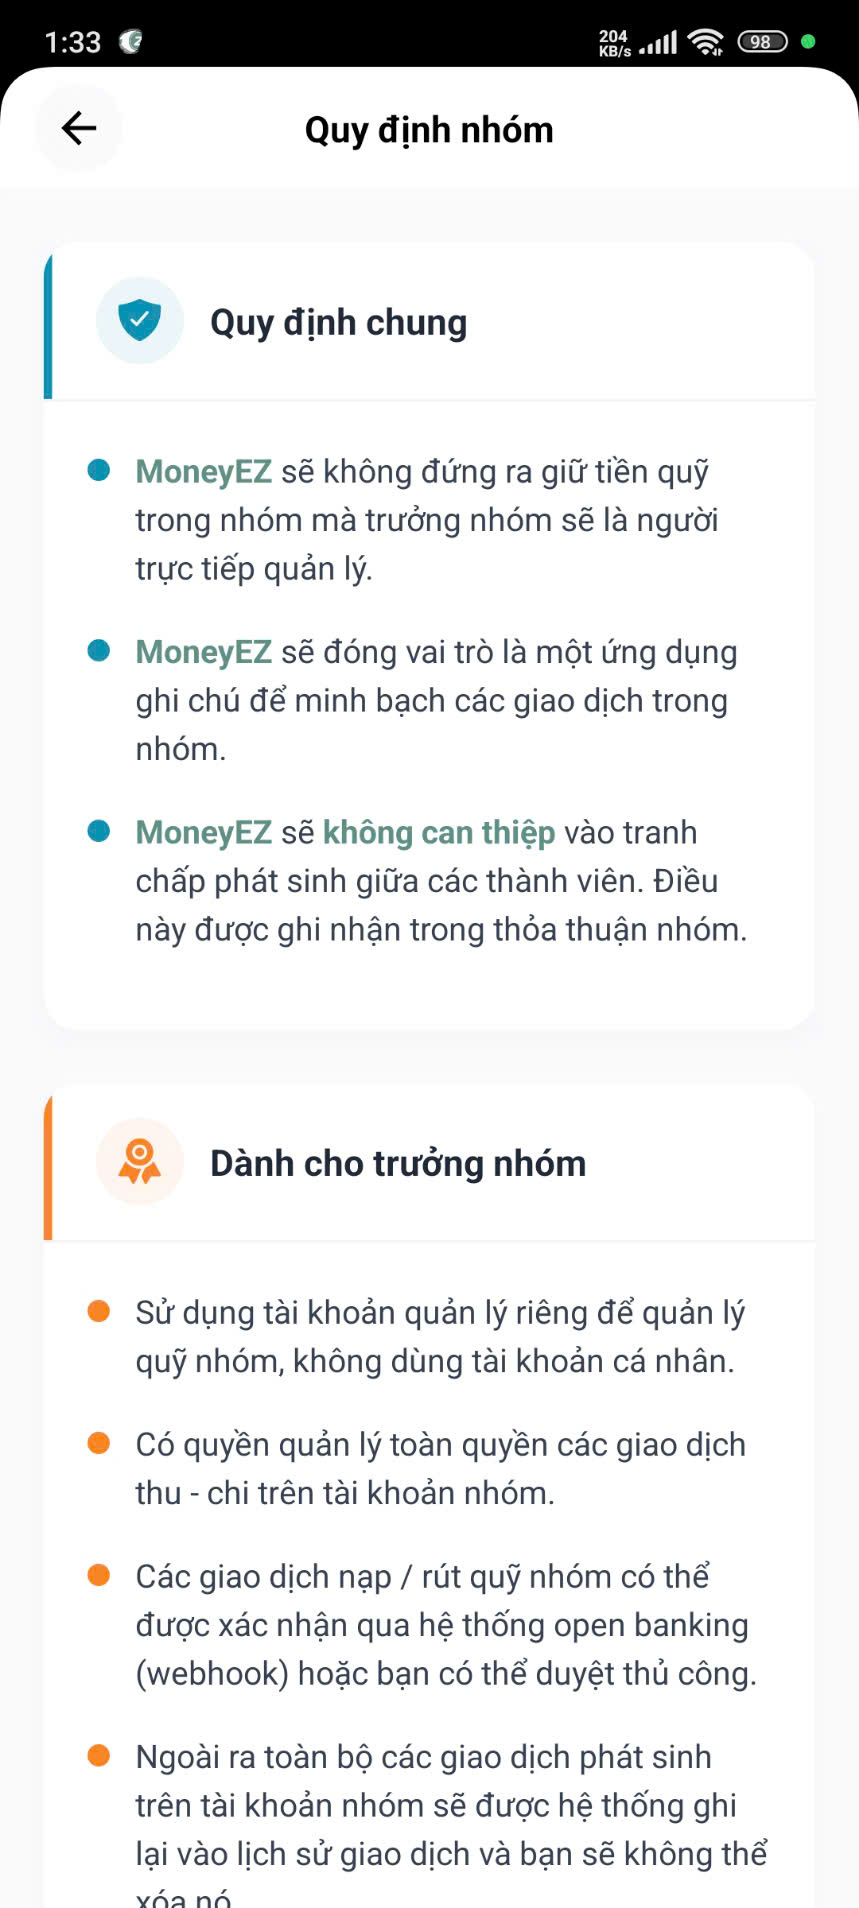 1:33
204
KB/s
98
Quy định nhóm
Quy định chung
MoneyEZ sẽ không đứng ra giữ tiền quỹ
trong nhóm mà trưởng nhóm sẽ là người
trực tiếp quản lý.
MoneyEZ sẽ đóng vai trò là một ứng dụng
ghi chú để minh bạch các giao dịch trong
nhóm.
MoneyEZ sẽ không can thiệp vào tranh
chấp phát sinh giữa các thành viên. Điều
này được ghi nhận trong thỏa thuận nhóm.
Dành cho trưởng nhóm
Sử dụng tài khoản quản lý riêng để quản lý
quỹ nhóm, không dùng tài khoản cá nhân.
Có quyền quản lý toàn quyền các giao dịch
thu - chi trên tài khoản nhóm.
Các giao dịch nạp / rút quỹ nhóm có thể
được xác nhận qua hệ thống open banking
(webhook) hoặc bạn có thể duyệt thủ công.
Ngoài ra toàn bộ các giao dịch phát sinh
trên tài khoản nhóm sẽ được hệ thống ghi
lại vào lịch sử giao dịch và bạn sẽ không thể
xóa nó